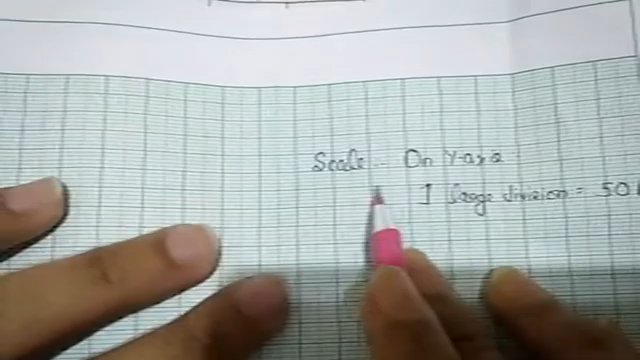 Scale - On Y-axis
1 large division = 50